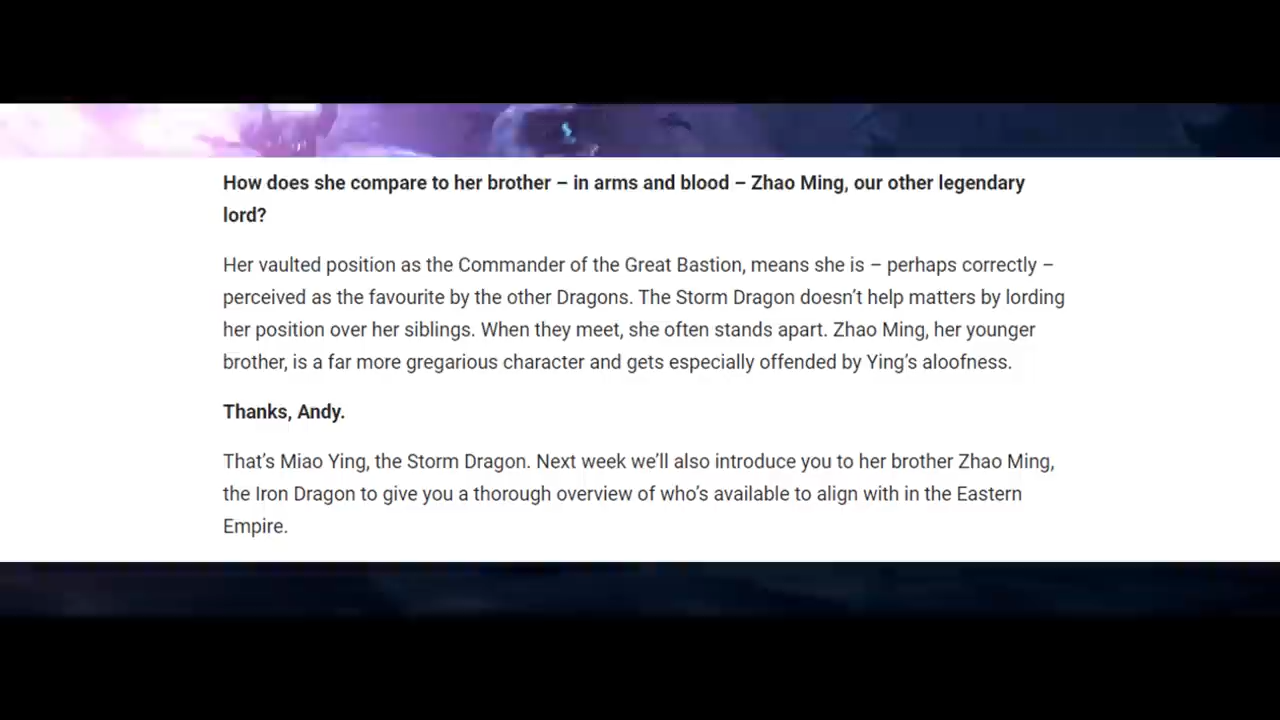 How does she compare to her brother – in arms and blood – Zhao Ming, our other legendary
lord?
Her vaulted position as the Commander of the Great Bastion, means she is – perhaps correctly –
perceived as the favourite by the other Dragons. The Storm Dragon doesn’t help matters by lording
her position over her siblings. When they meet, she often stands apart. Zhao Ming, her younger
brother, is a far more gregarious character and gets especially offended by Ying’s aloofness.
Thanks, Andy.
That’s Miao Ying, the Storm Dragon. Next week we’ll also introduce you to her brother Zhao Ming,
the Iron Dragon to give you a thorough overview of who’s available to align with in the Eastern
Empire.